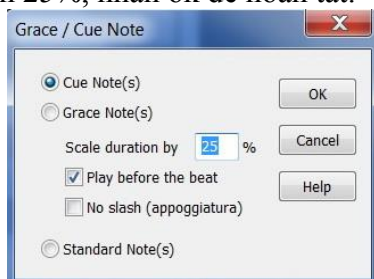 Grace / Cue Note
Cue Note(s)
OK
Grace Note(s)
Scale duration by 25 %
Cancel
Play before the beat
Help
No slash (appoggiatura)
Standard Note(s)